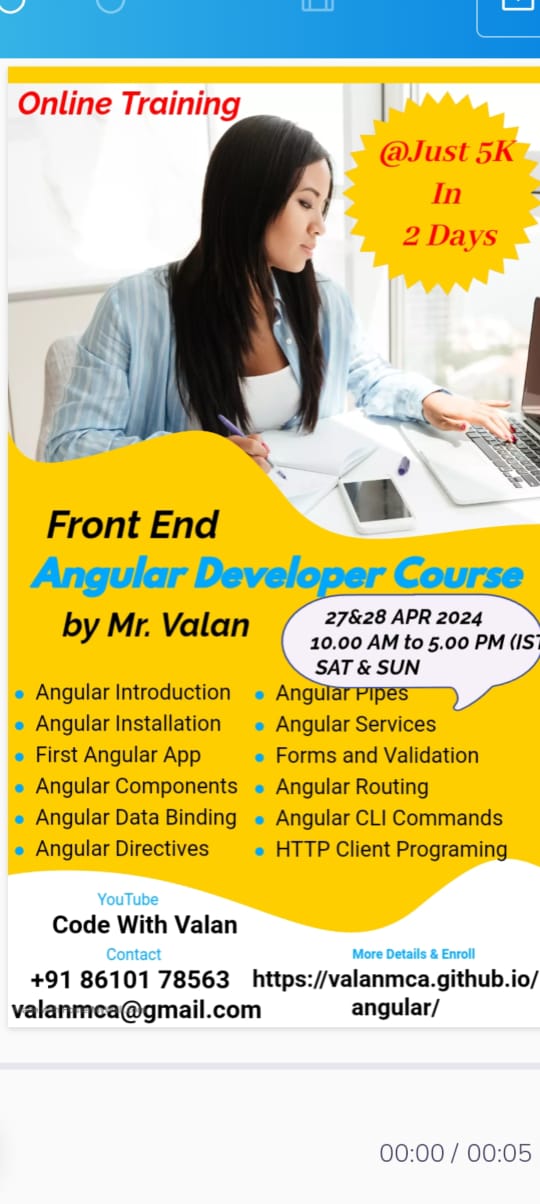 Online Training
@Just 5K
In
2 Days
Front End
Angular Developer Course
by Mr. Valan
27&28 APR 2024
10.00 AM to 5.00 PM (IST
SAT & SUN
Angular Introduction
Angular Installation
First Angular App
Angular Components
Angular Data Binding
Angular Directives
Angular Pipes
Angular Services
Forms and Validation
Angular Routing
Angular CLI Commands
HTTP Client Programing
YouTube
Code With Valan
Contact
+91 86101 78563
valanmca@gmail.com
More Details & Enroll
https://valanmca.github.io/
angular/
00:00 / 00:05